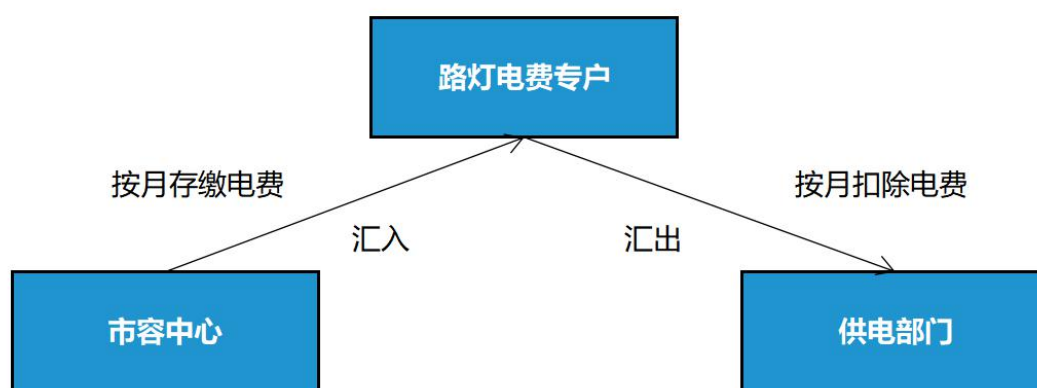 路灯电费专户
按月存缴电费
按月扣除电费
汇入
汇出
市容中心
供电部门